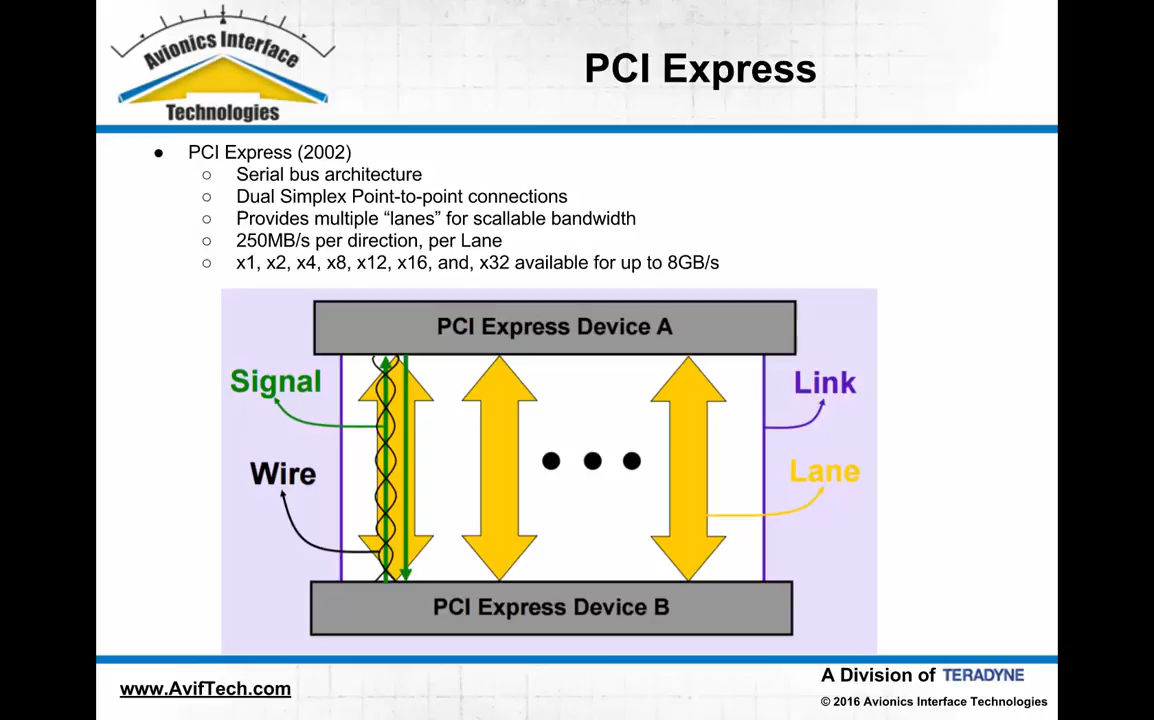 Avionics Interface
Technologies
PCI Express
● PCI Express (2002)
○ Serial bus architecture
○ Dual Simplex Point-to-point connections
○ Provides multiple “lanes” for scallable bandwidth
○ 250MB/s per direction, per Lane
○ x1, x2, x4, x8, x12, x16, and, x32 available for up to 8GB/s
PCI Express Device A
Signal
Link
Wire
Lane
PCI Express Device B
www.AvifTech.com
A Division of TERADYNE
© 2016 Avionics Interface Technologies